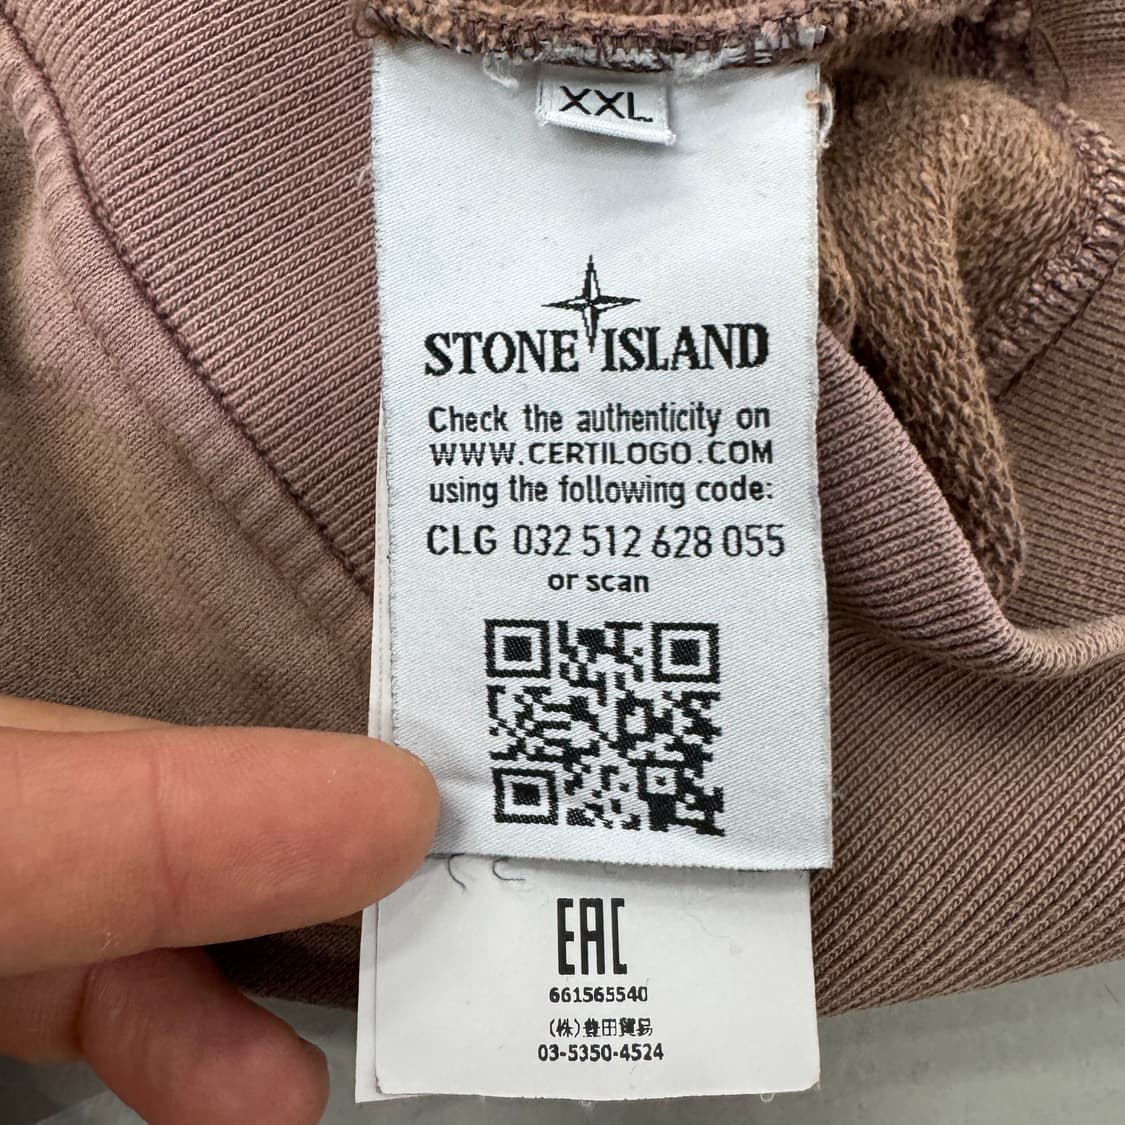 XXL
STONE ISLAND
Check the authenticity on
WWW.CERTILOGO.COM
using the following code:
CLG 032 512 628 055
or scan
EAC
661565540
(株)豊田貿易
03-5350-4524